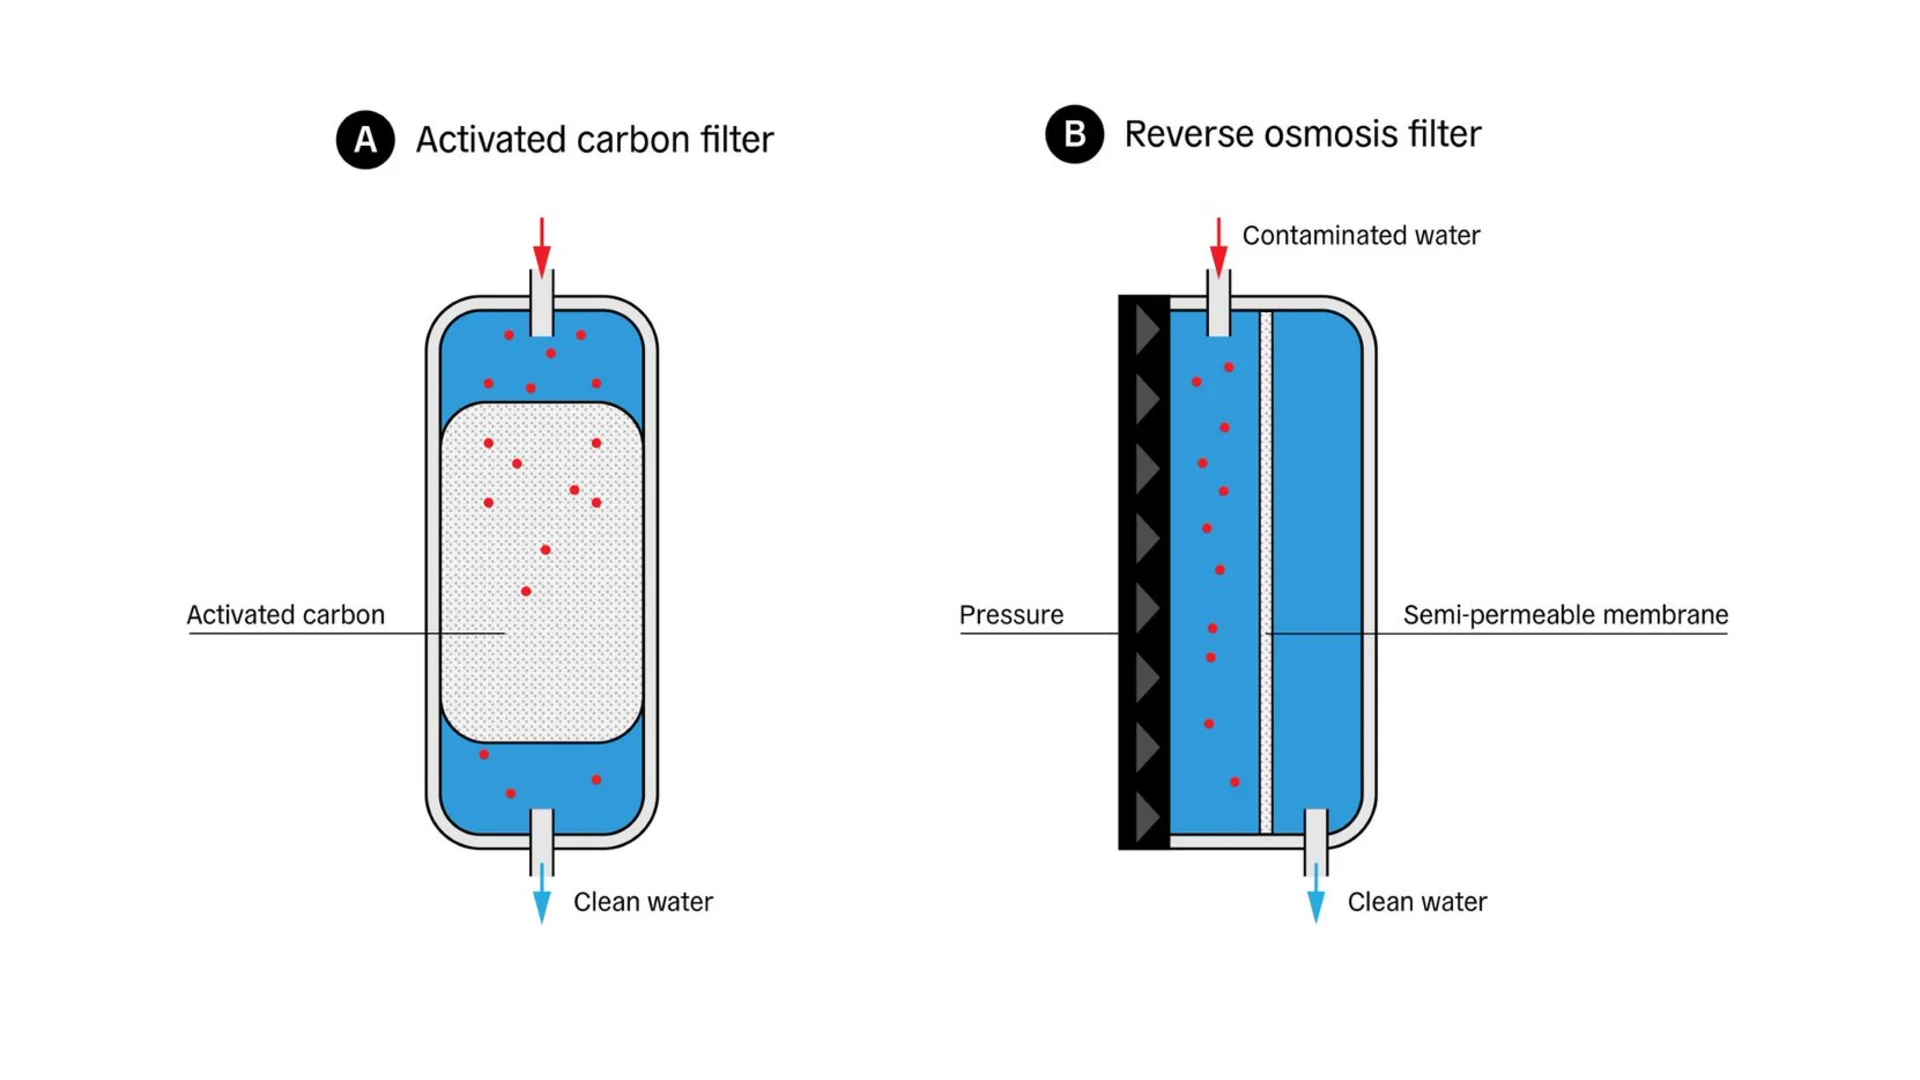 A Activated carbon filter
B Reverse osmosis filter
Contaminated water
Activated carbon
Pressure
Semi-permeable membrane
Clean water
Clean water